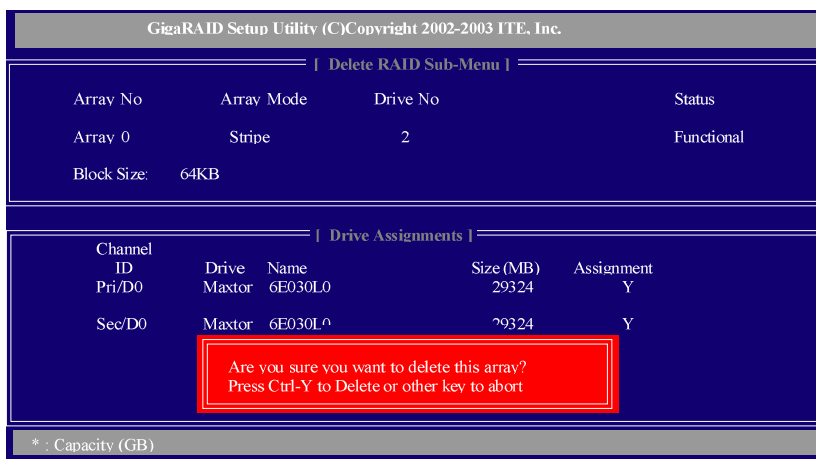 GigaRAID Setup Utility (C)Copyright 2002-2003 ITE, Inc.
[ Delete RAID Sub-Menu ]
Array No Array Mode Drive No Status
Array 0 Stripe 2 Functional
Block Size: 64KB
[ Drive Assignments ]
Channel
ID Drive Name Size (MB) Assignment
Pri/D0 Maxtor 6E030L0 29324 Y
Sec/D0 Maxtor 6E030L0 29324 Y
Are you sure you want to delete this array?
Press Ctrl-Y to Delete or other key to abort
* : Capacity (GB)